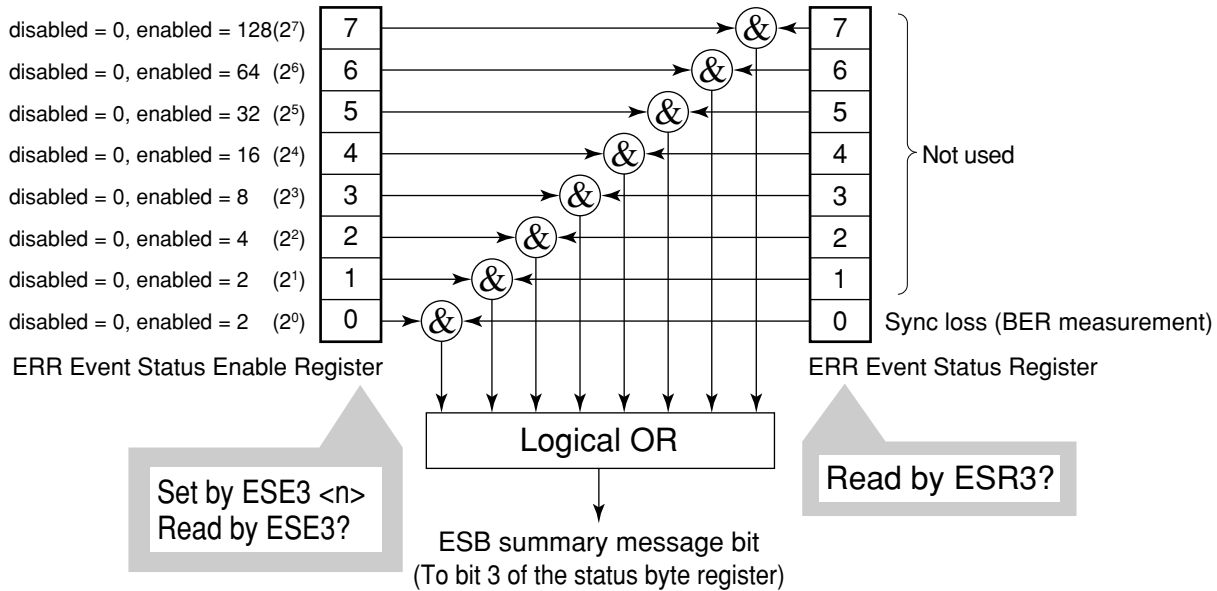 disabled = 0, enabled = 128(2⁷) 7 & 7
disabled = 0, enabled = 64 (2⁶) 6 & 6
disabled = 0, enabled = 32 (2⁵) 5 & 5
disabled = 0, enabled = 16 (2⁴) 4 & 4
Not used
disabled = 0, enabled = 8 (2³) 3 & 3
disabled = 0, enabled = 4 (2²) 2 & 2
disabled = 0, enabled = 2 (2¹) 1 & 1
disabled = 0, enabled = 2 (2⁰) 0 & 0 Sync loss (BER measurement)
ERR Event Status Enable Register
ERR Event Status Register
Logical OR
Set by ESE3 <n>
Read by ESE3?
Read by ESR3?
ESB summary message bit
(To bit 3 of the status byte register)